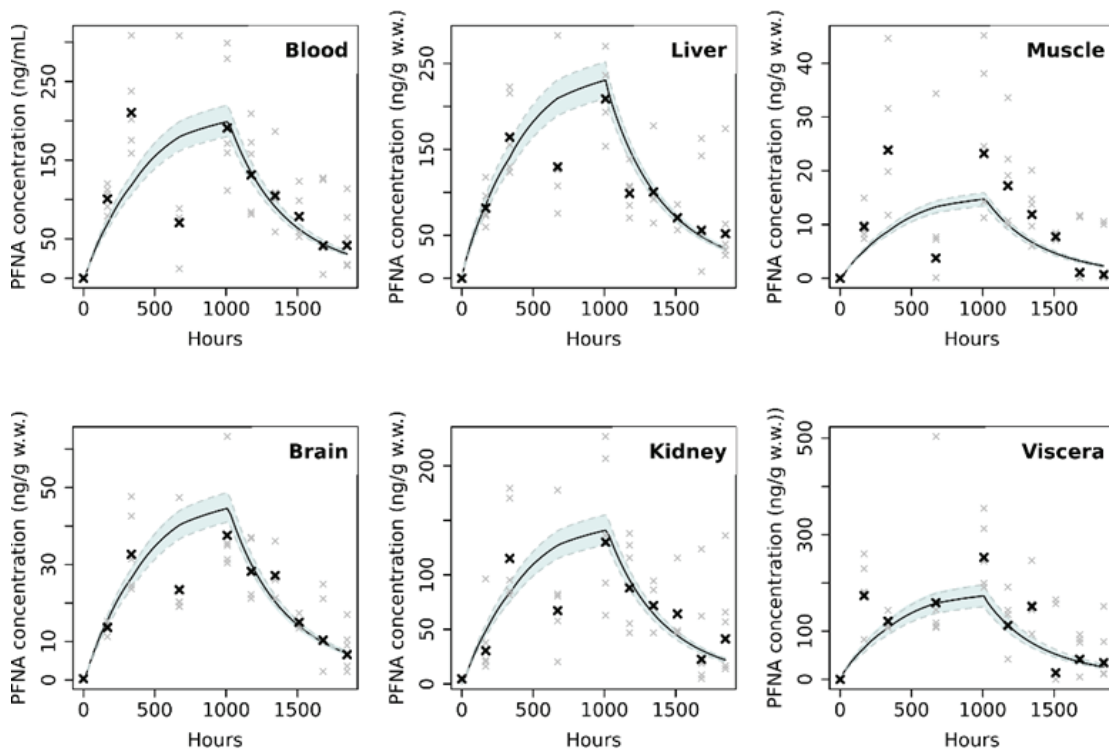 Blood
PFNA concentration (ng/mL)
0
50
150
250
0
500
1000
1500
Hours
Liver
PFNA concentration (ng/g w.w.)
0
50
150
250
0
500
1000
1500
Hours
Muscle
PFNA concentration (ng/g w.w.)
0
10
20
30
40
0
500
1000
1500
Hours
Brain
PFNA concentration (ng/g w.w.)
0
10
30
50
0
500
1000
1500
Hours
Kidney
PFNA concentration (ng/g w.w.)
0
50
100
200
0
500
1000
1500
Hours
Viscera
PFNA concentration (ng/g w.w.))
0
100
300
500
0
500
1000
1500
Hours